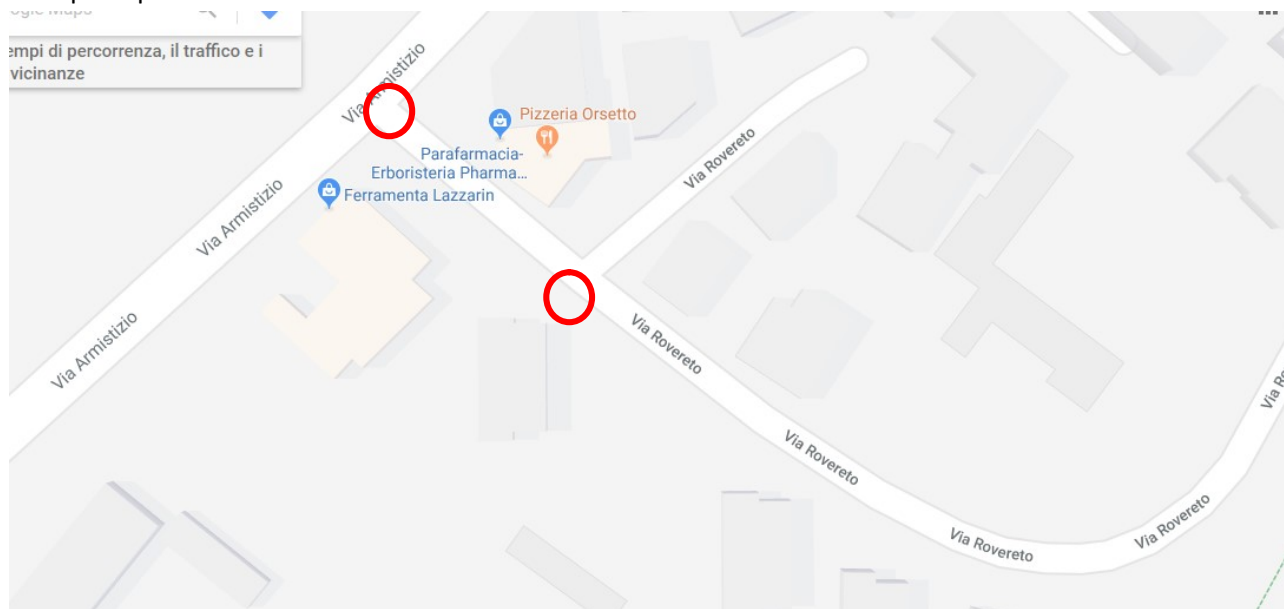 empi di percorrenza, il traffico e i
vicinanze
Via Armistizio
Pizzeria Orsetto
Parafarmacia-
Erboristeria Pharma...
Ferramenta Lazzarin
Via Rovereto
Via Armistizio
Via Armistizio
Via Rovereto
Via Rovereto
Via Rovereto
Via Rovereto
Via R